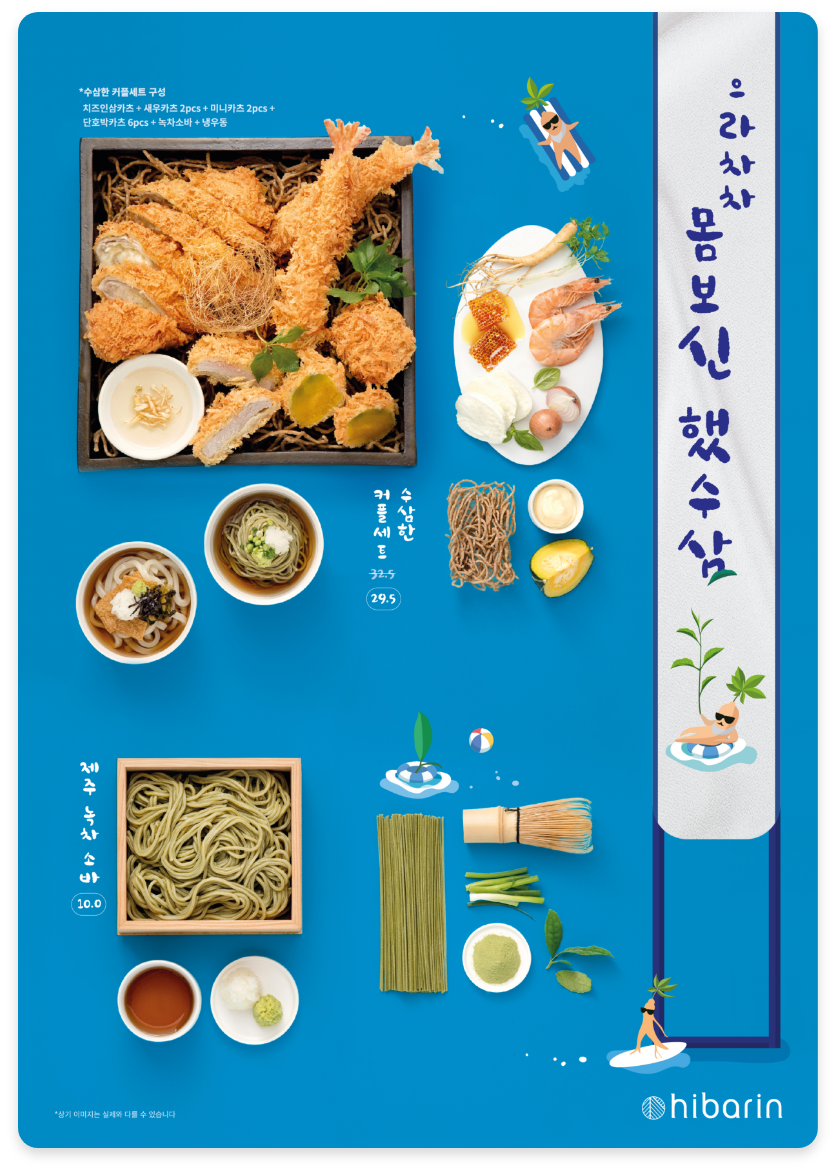 *수삼한 커플세트 구성
치즈인삼카츠 + 새우카츠 2pcs + 미니카츠 2pcs +
단호박카츠 6pcs + 녹차소바 + 냉우동
으라차차
몸보신 했수삼
수삼한
커플세트
32.5
29.5
제주 녹차 소바
10.0
*상기 이미지는 실제와 다를 수 있습니다
hibarin